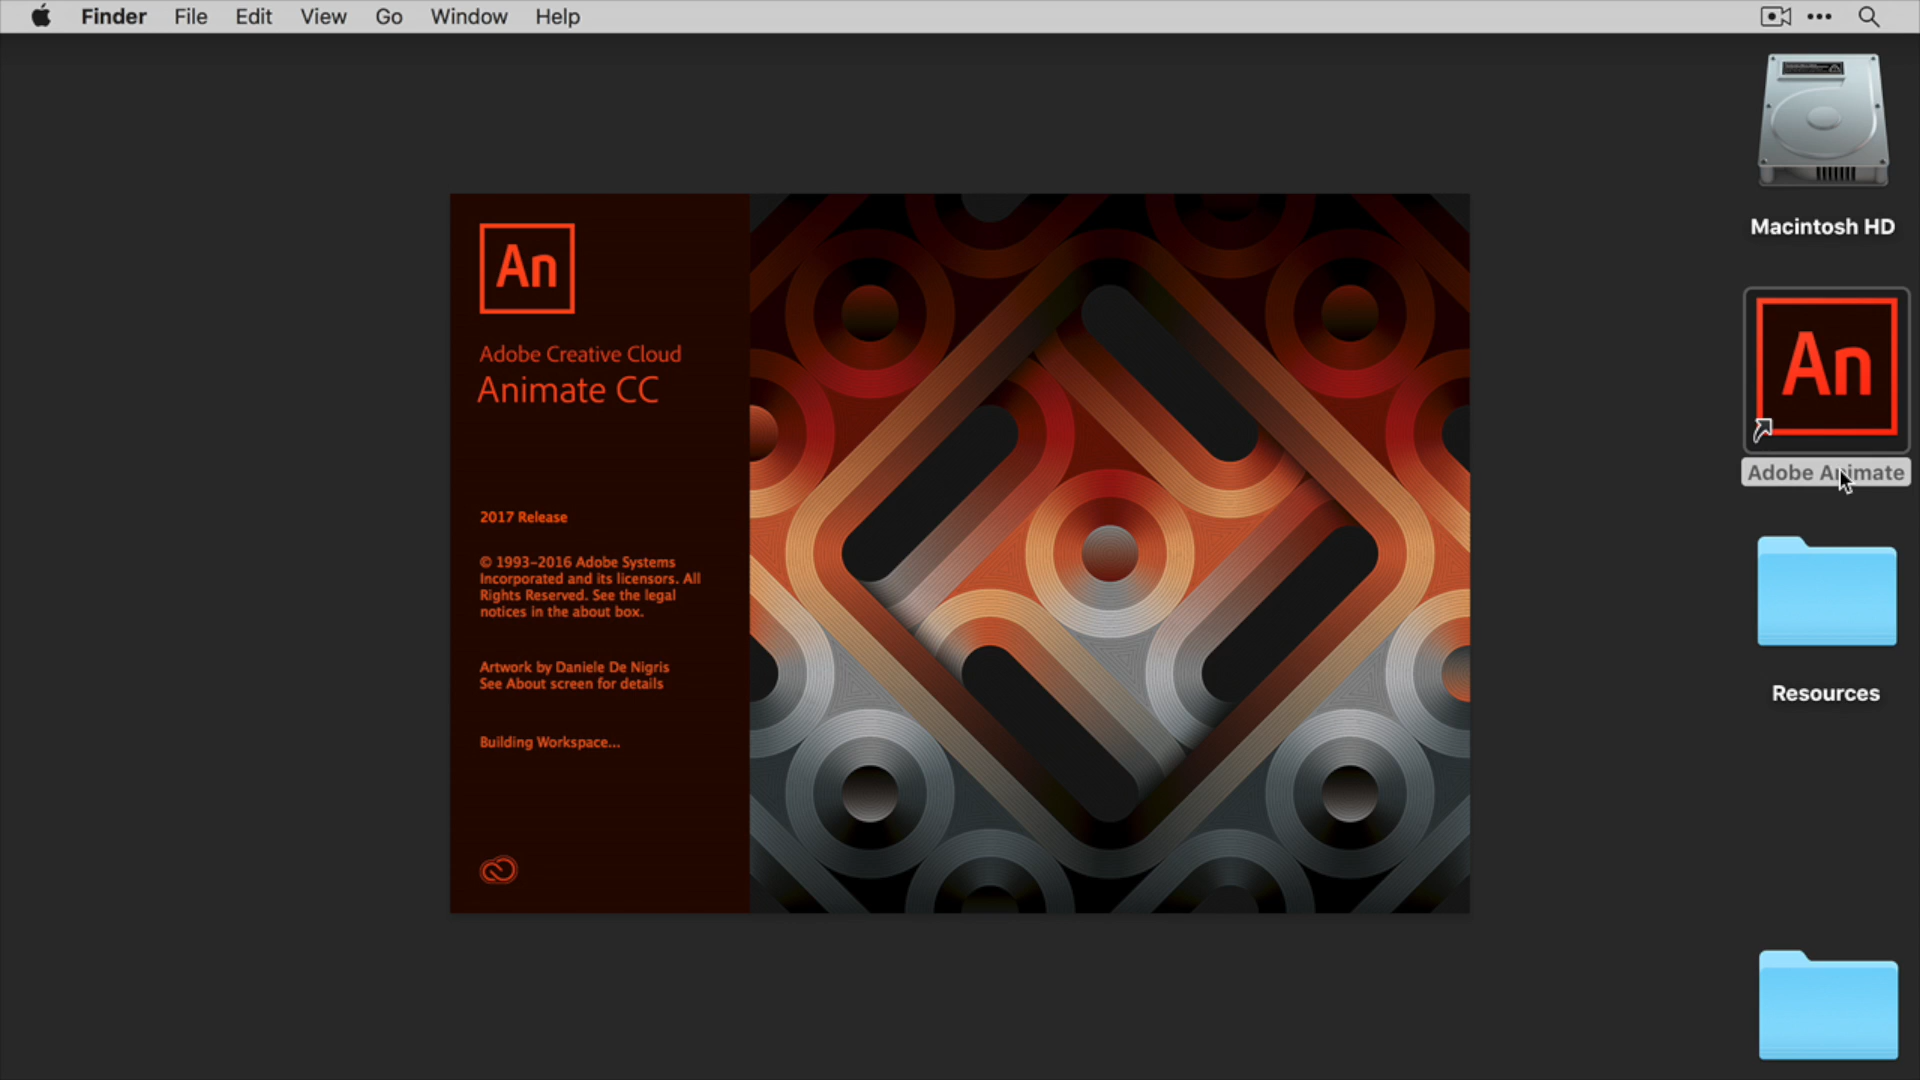 Finder File Edit View Go Window Help
Macintosh HD
An
Adobe Animate
Resources
An
Adobe Creative Cloud
Animate CC
2017 Release
© 1993-2016 Adobe Systems
Incorporated and its licensors. All
Rights Reserved. See the legal
notices in the about box.
Artwork by Daniele De Nigris
See About screen for details
Building Workspace...